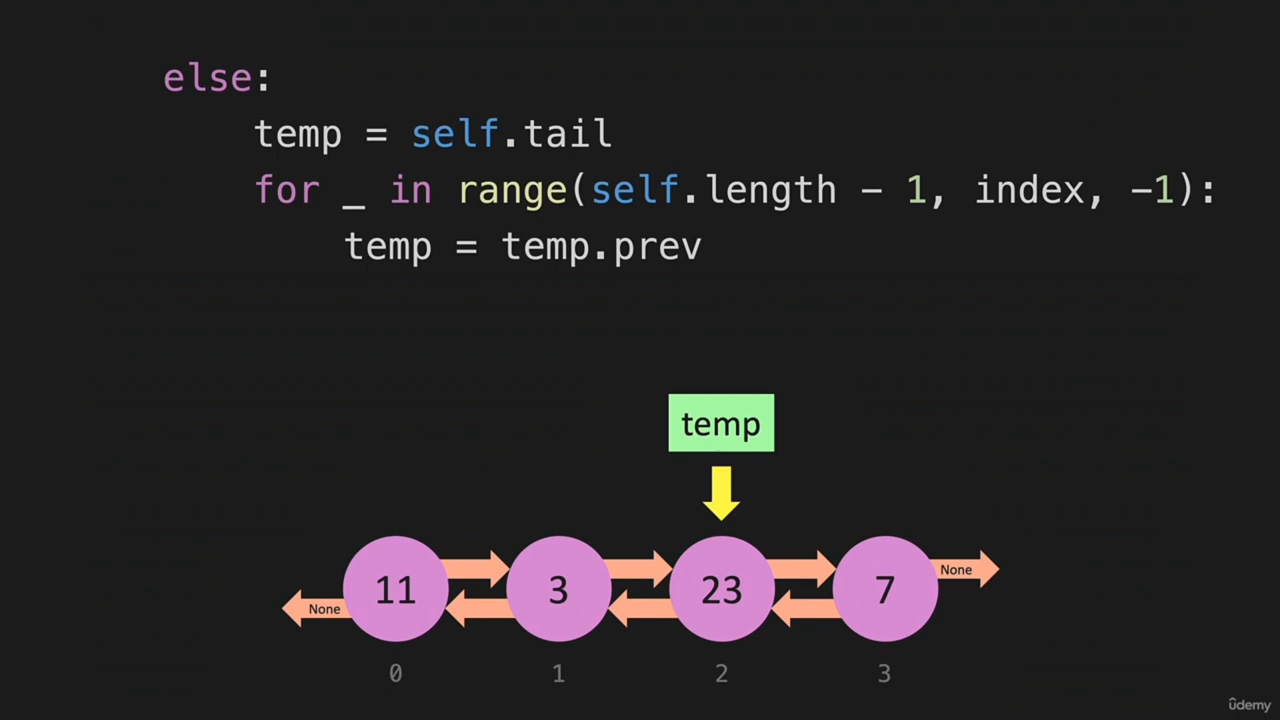 else:
temp = self.tail
for _ in range(self.length - 1, index, -1):
temp = temp.prev
temp
11 3 23 7 None
None
0 1 2 3
ûdemy